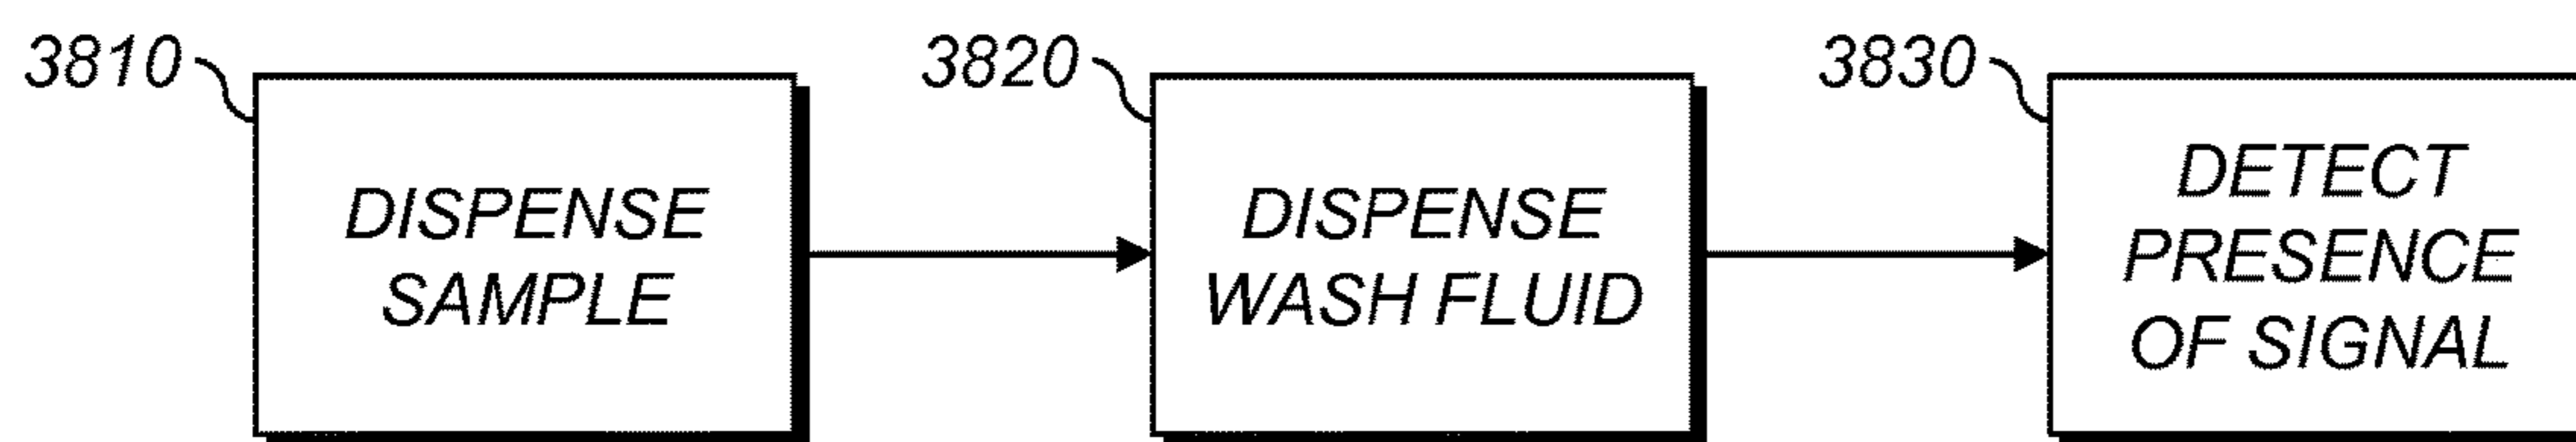 3810
DISPENSE
SAMPLE
3820
DISPENSE
WASH FLUID
3830
DETECT
PRESENCE
OF SIGNAL